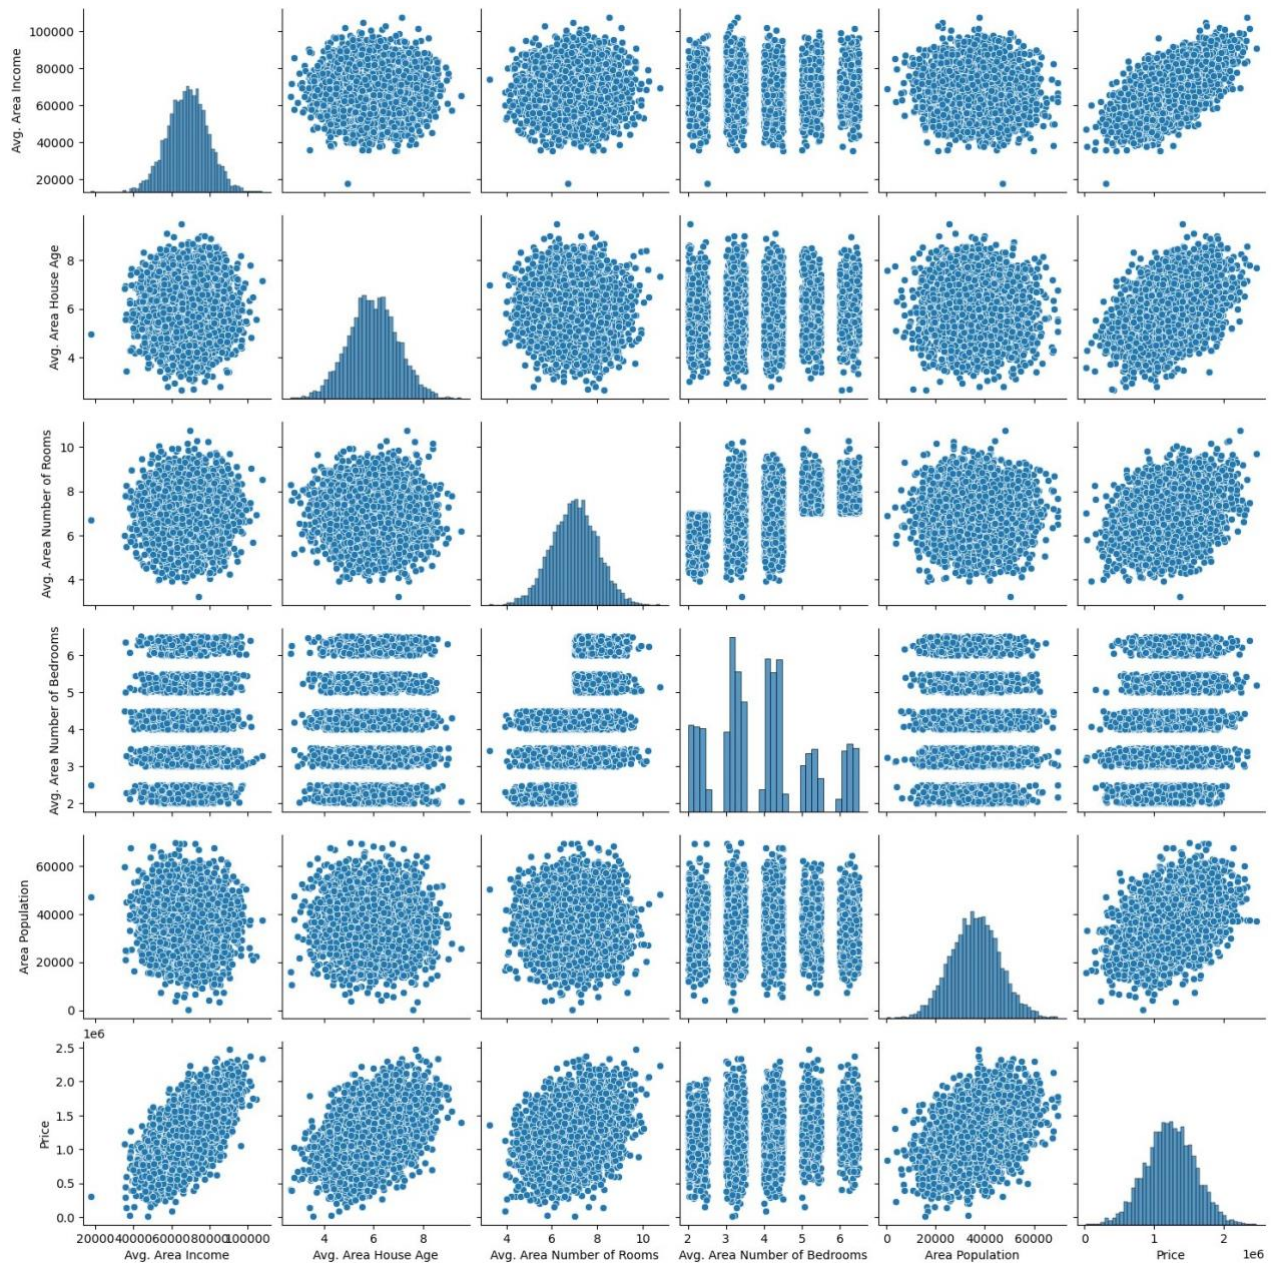 Avg. Area Income
100000
80000
60000
40000
20000
Avg. Area House Age
8
6
4
Avg. Area Number of Rooms
10
8
6
4
Avg. Area Number of Bedrooms
6
5
4
3
2
Area Population
60000
40000
20000
0
1e6
Price
2.5
2.0
1.5
1.0
0.5
0.0
20000 40000 60000 80000 100000
Avg. Area Income
4 6 8
Avg. Area House Age
4 6 8 10
Avg. Area Number of Rooms
2 3 4 5 6
Avg. Area Number of Bedrooms
0 20000 40000 60000
Area Population
0 1 2
1e6
Price